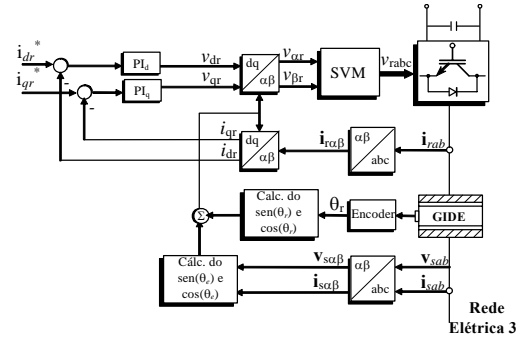 i_dr*
i_qr*
-
-
PI_d
PI_q
v_dr
v_qr
dq
αβ
v_αr
v_βr
SVM
v_rabc
i_qr
i_dr
dq
αβ
i_rαβ
αβ
abc
i_rab
Σ
Calc. do
sen(θ_r) e
cos(θ_r)
θ_r
Encoder
GIDE
Cálc. do
sen(θ_e) e
cos(θ_e)
v_sαβ
i_sαβ
αβ
abc
v_sab
i_sab
Rede
Elétrica 3